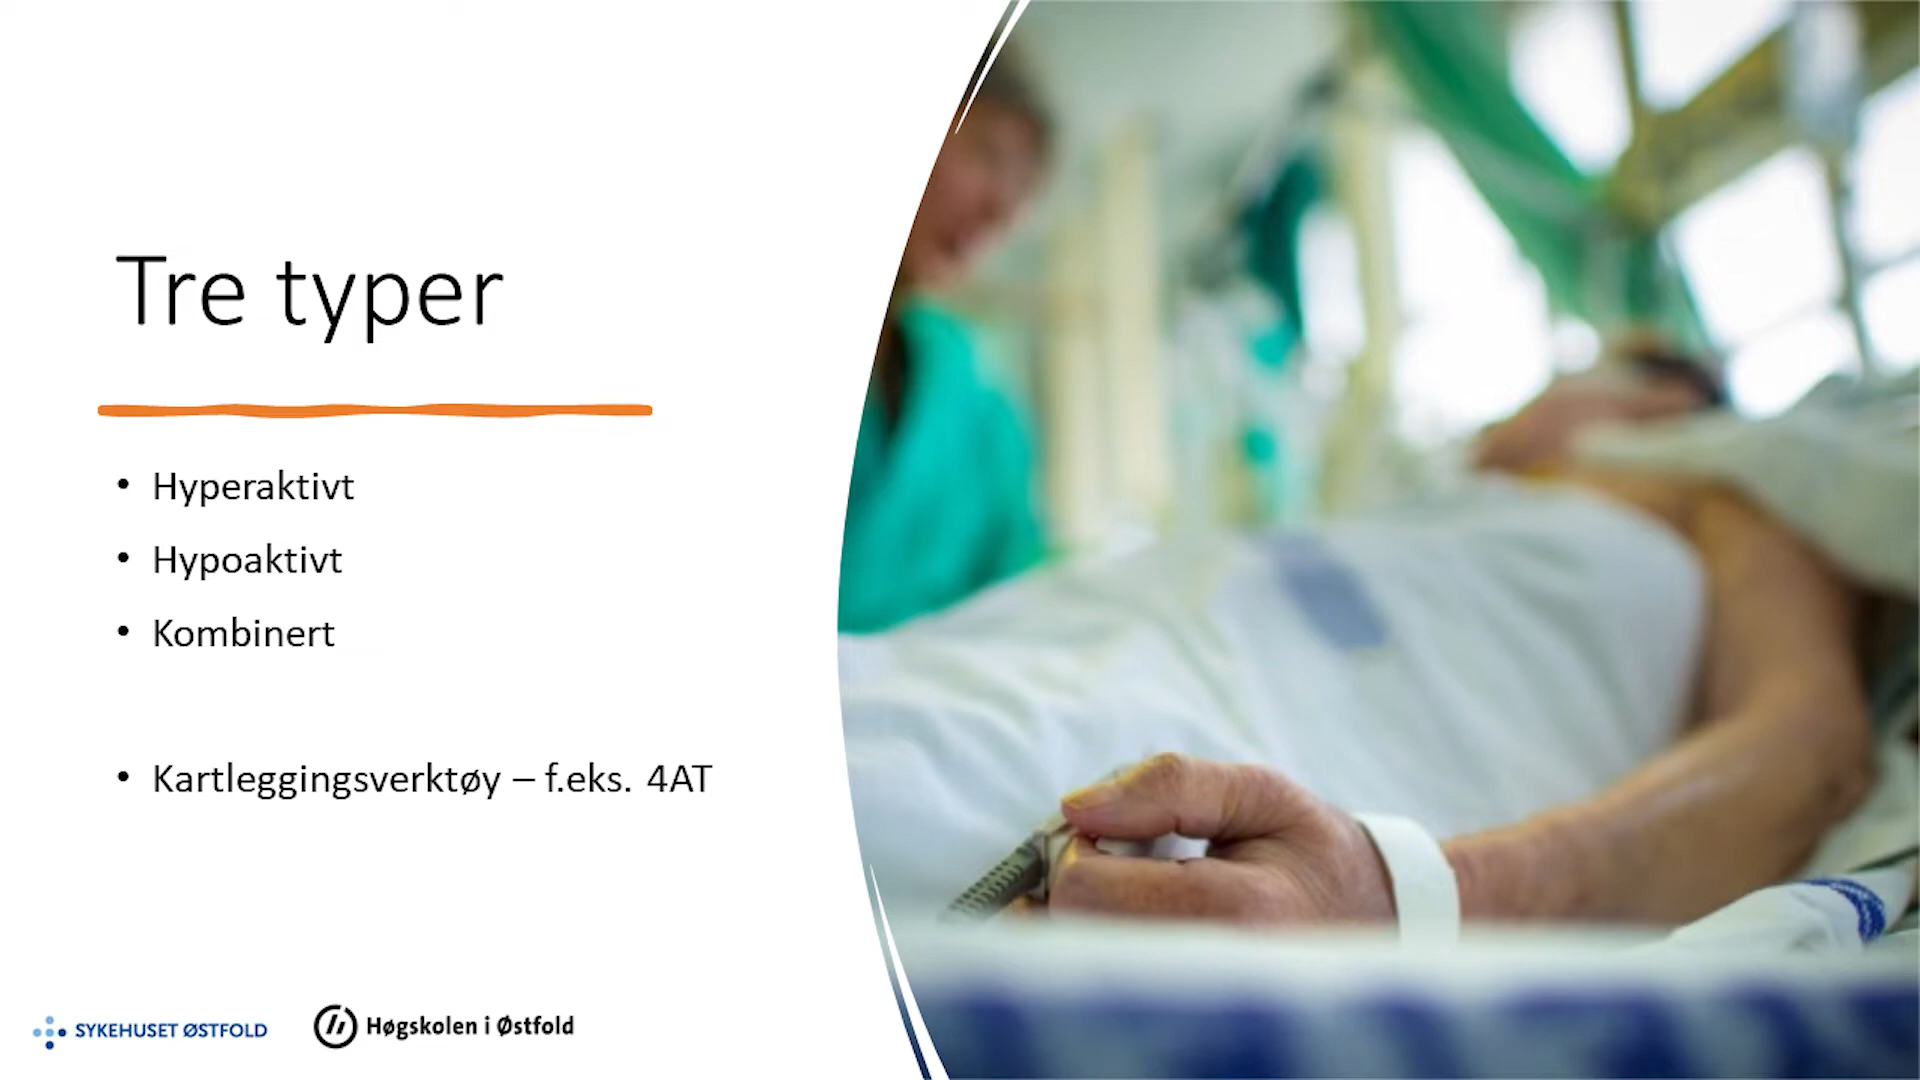 Tre typer
• Hyperaktivt
• Hypoaktivt
• Kombinert
• Kartleggingsverktøy – f.eks. 4AT
SYKEHUSET ØSTFOLD
Høgskolen i Østfold